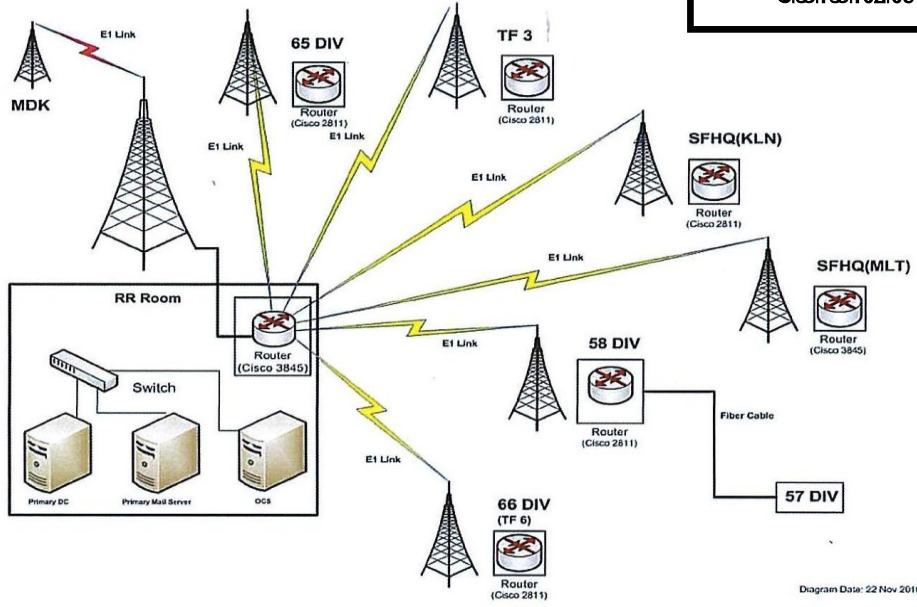 E1 Link
MDK
65 DIV
Router
(Cisco 2811)
E1 Link
TF 3
Router
(Cisco 2811)
E1 Link
SFHQ(KLN)
Router
(Cisco 2811)
E1 Link
SFHQ(MLT)
Router
(Cisco 3845)
E1 Link
RR Room
Router
(Cisco 3845)
Switch
Primary DC
Primary Mail Server
OCS
E1 Link
58 DIV
Router
(Cisco 2811)
Fiber Cable
57 DIV
E1 Link
66 DIV
(TF 6)
Router
(Cisco 2811)
Diagram Date: 22 Nov